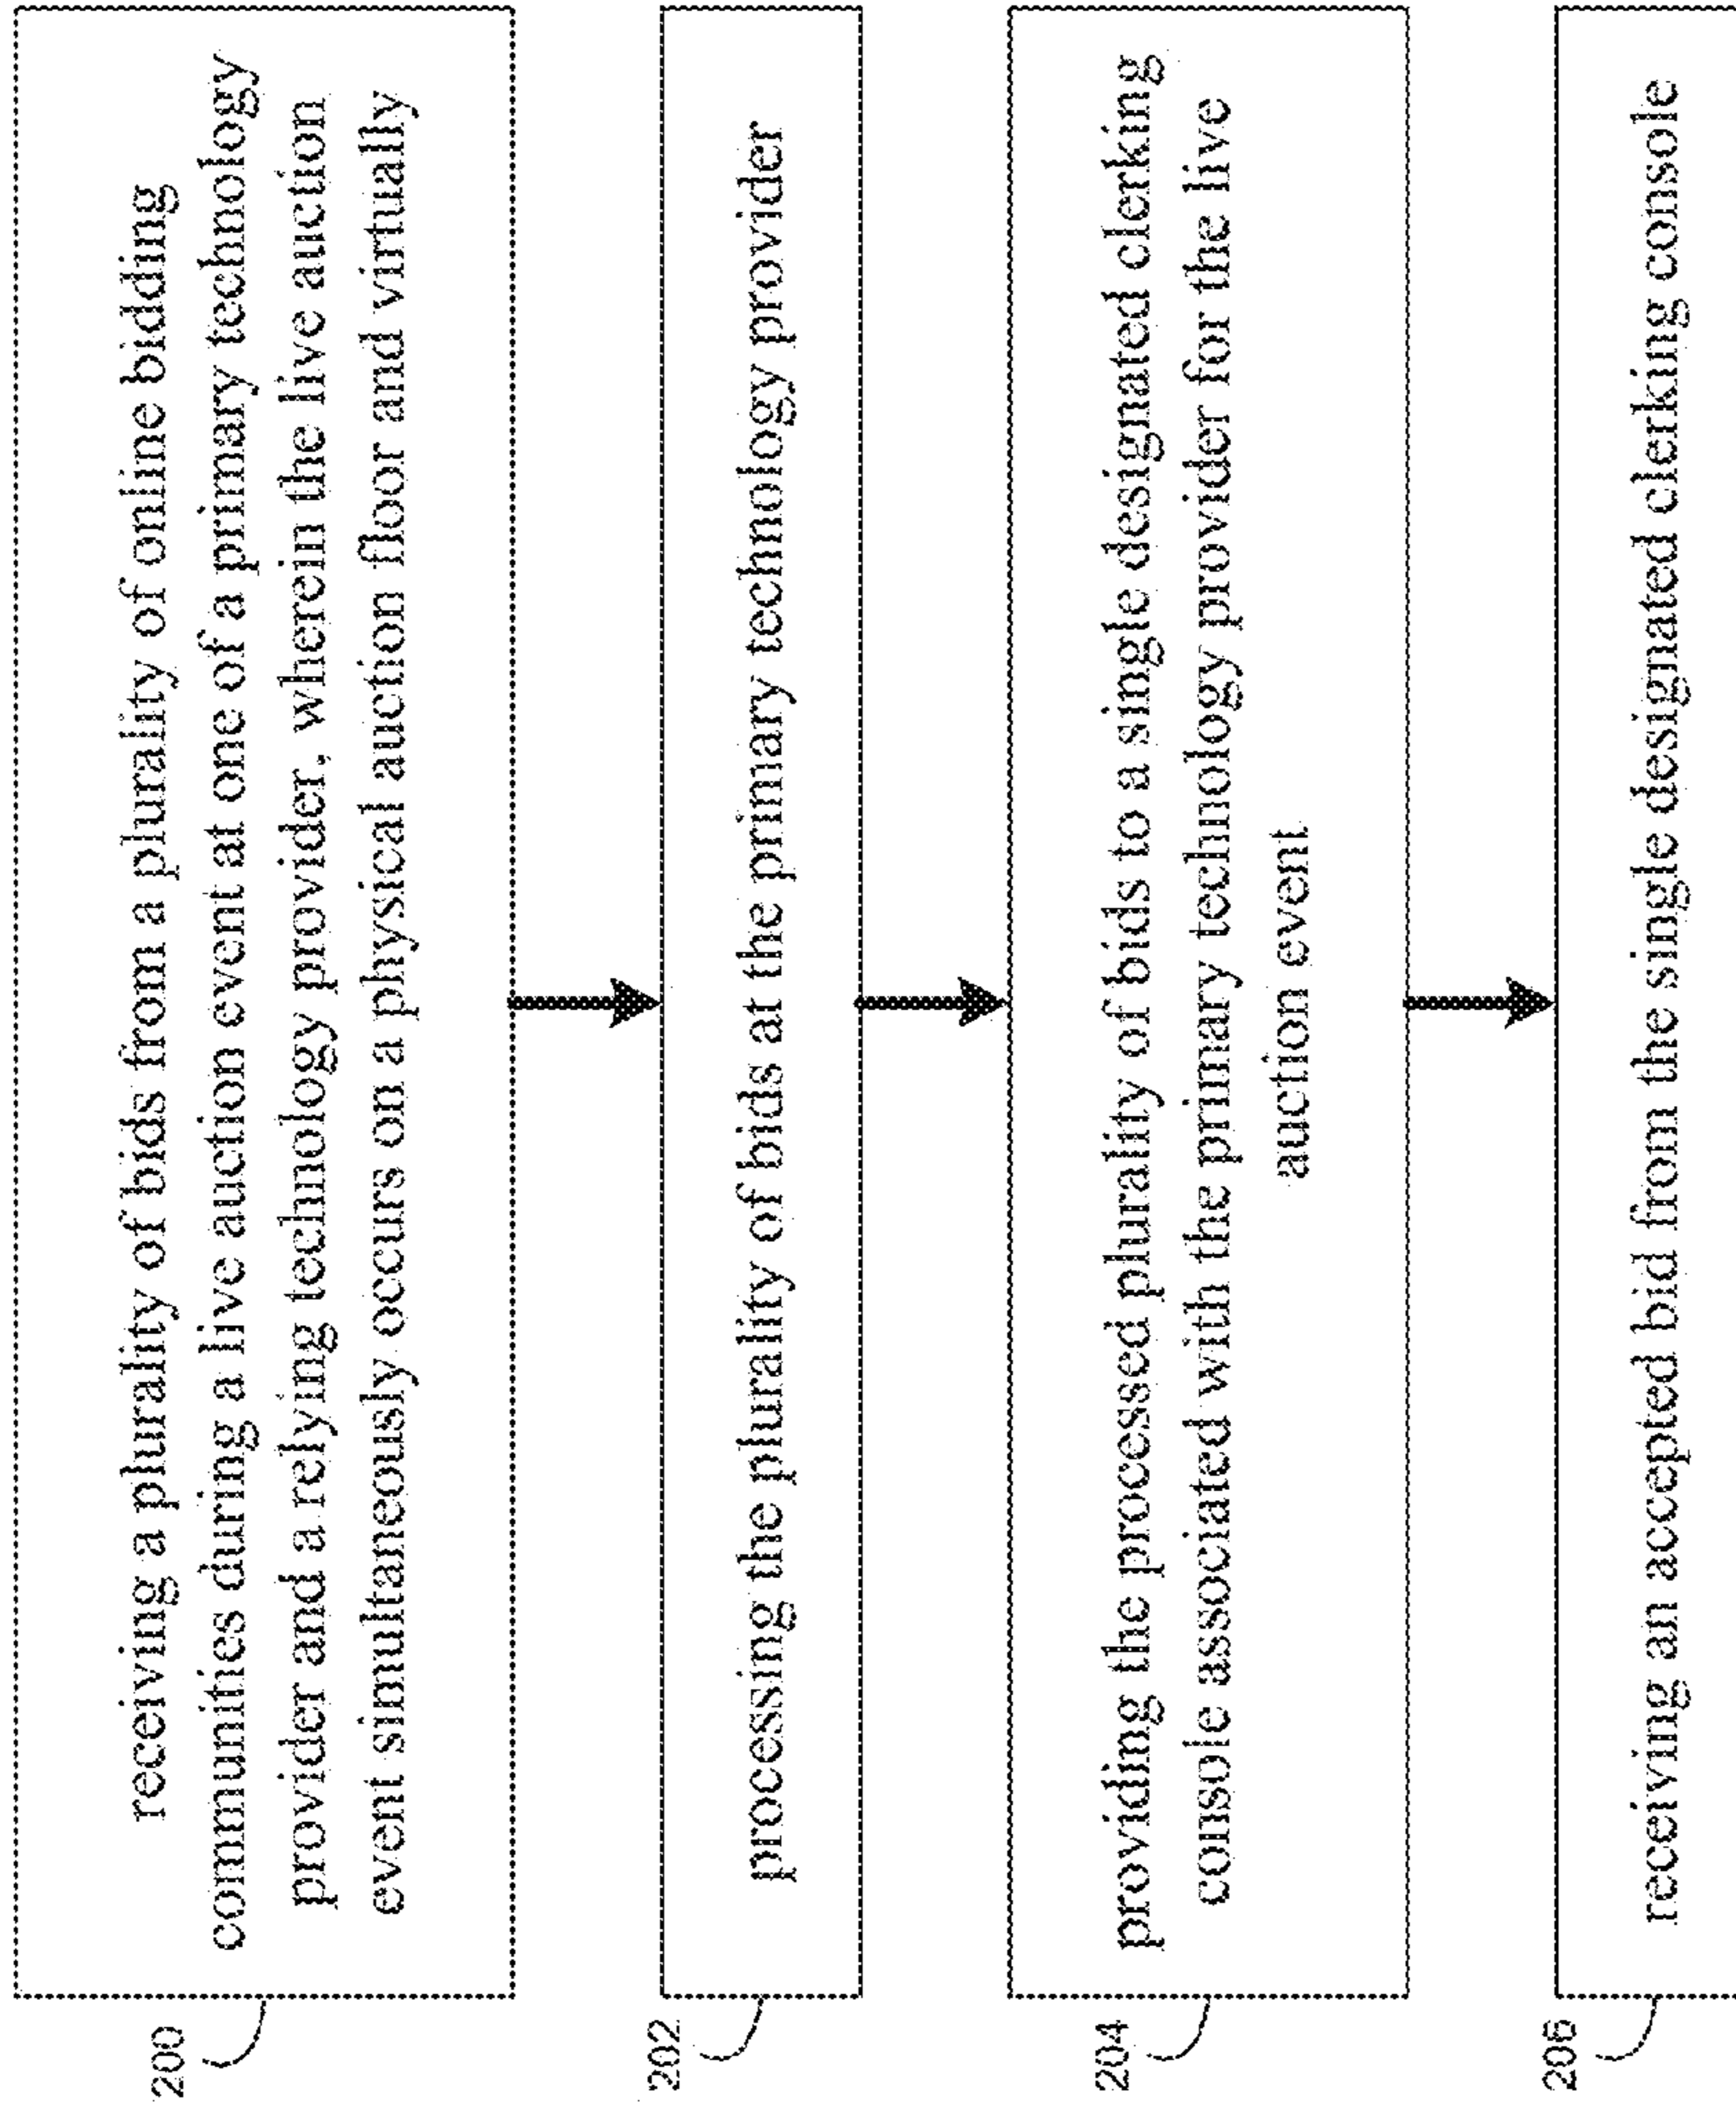 200
receiving a plurality of bids from a plurality of online bidding
communities during a live auction event at one of a primary technology
provider and a relying technology provider, wherein the live auction
event simultaneously occurs on a physical auction floor and virtually
202
processing the plurality of bids at the primary technology provider
204
providing the processed plurality of bids to a single designated clerking
console associated with the primary technology provider for the live
auction event
206
receiving an accepted bid from the single designated clerking console